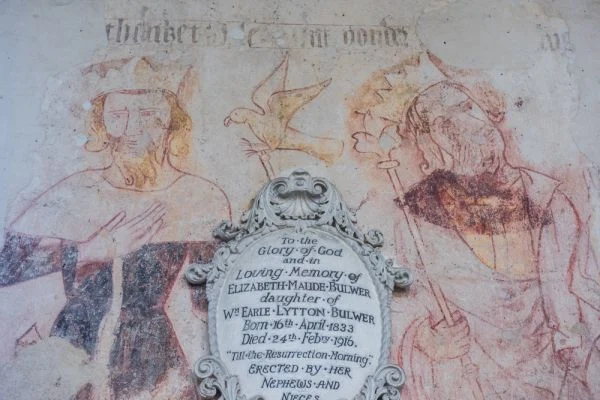 To the
Glory·of·God
and·in
Loving·Memory·of
ELIZABETH·MAUDE·BULWER
daughter·of
Wm EARLE·LYTTON·BULWER
Born·16th·April·1833
Died·24th·Febry·1916.
"Till·the·Resurrection·Morning"
ERECTED·BY·HER
NEPHEWS·AND
NIECES